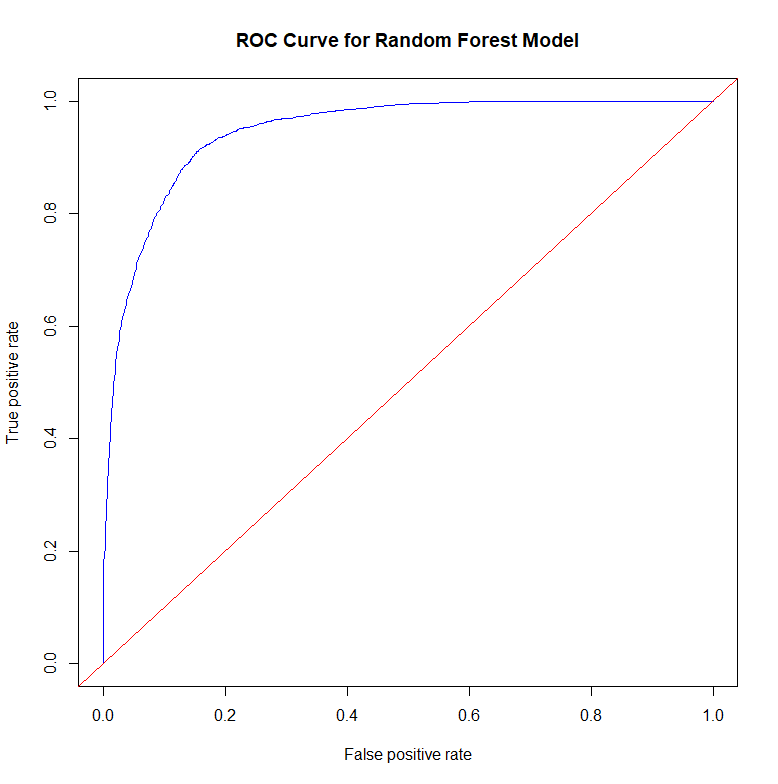 ROC Curve for Random Forest Model
True positive rate
1.0
0.8
0.6
0.4
0.2
0.0
0.0 0.2 0.4 0.6 0.8 1.0
False positive rate